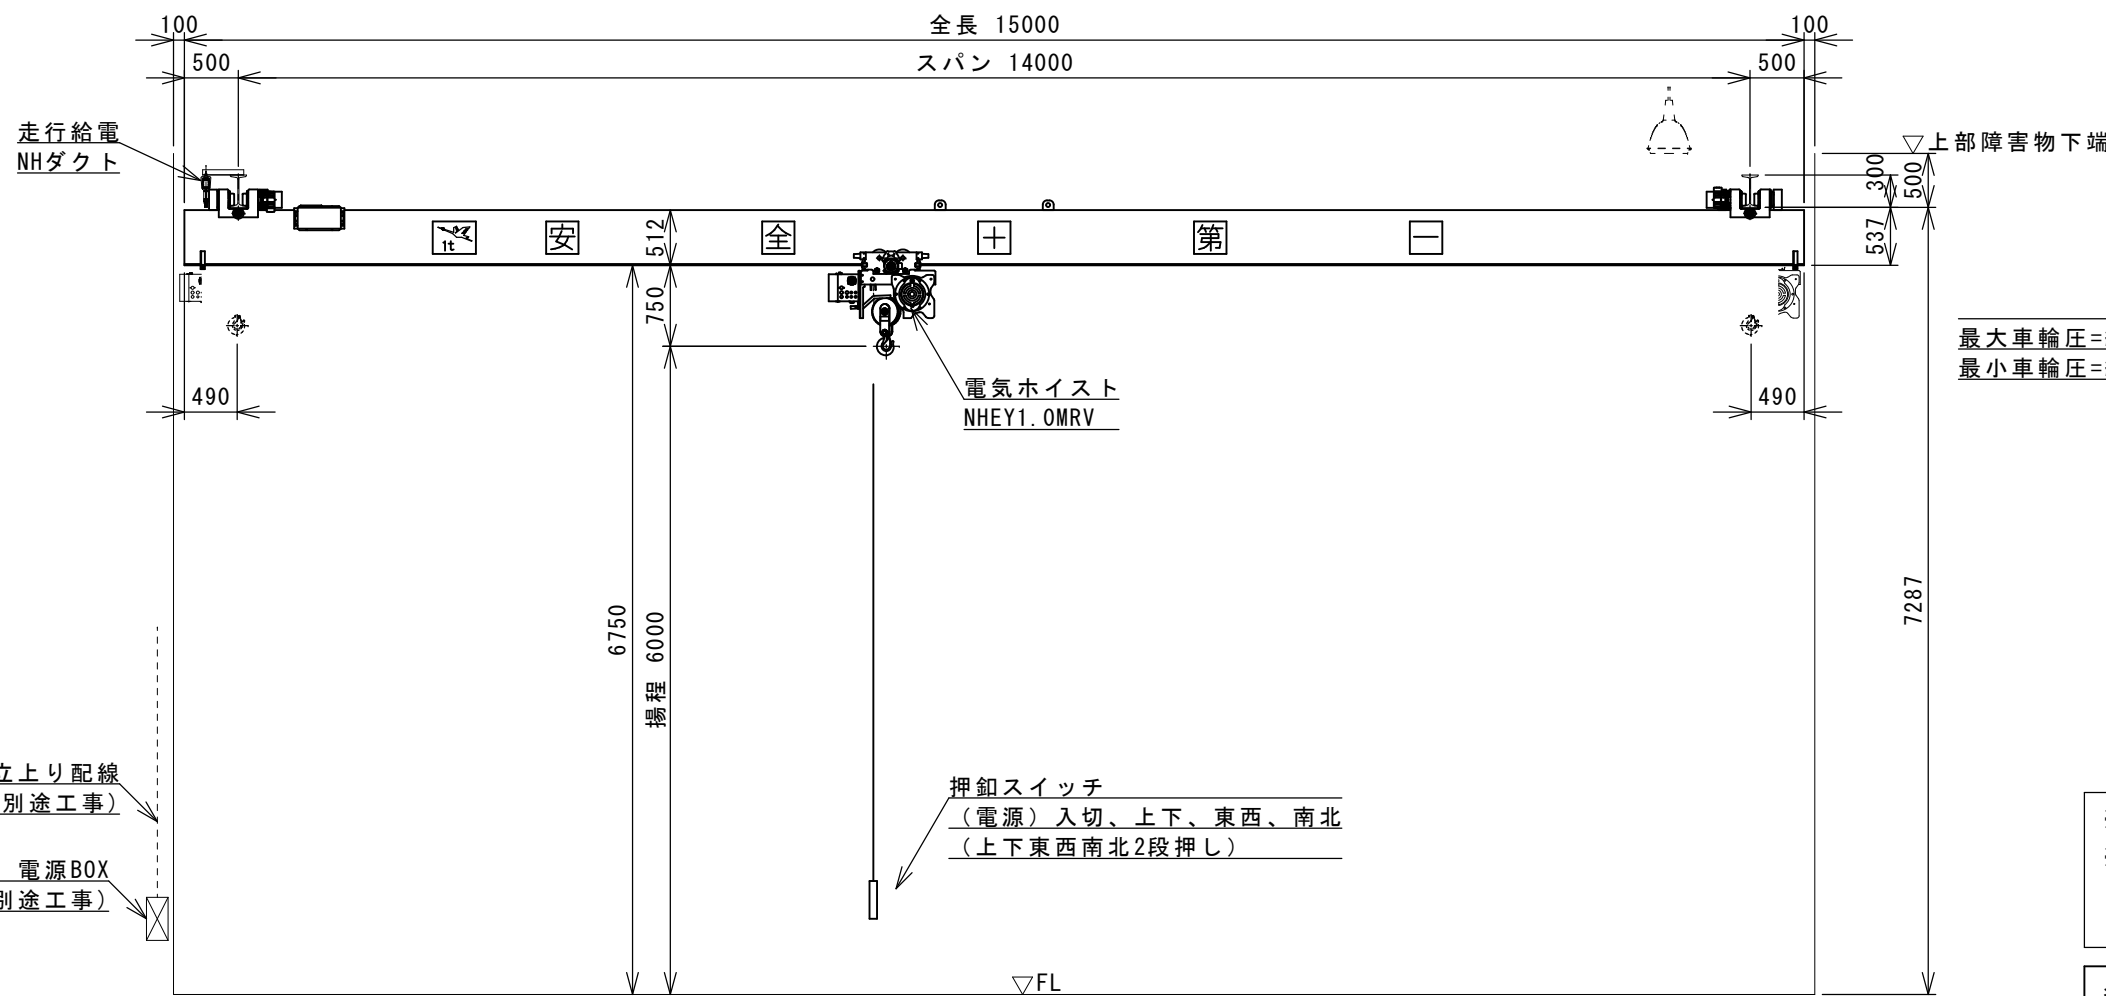 100
全長 15000
100
500
スパン 14000
500
走行給電
NHダクト
▽上部障害物下端
300
500
512
537
1t
安
全
十
第
一
750
最大車輪圧=
最小車輪圧=
490
電気ホイスト
NHEY1.0MRV
490
6750
揚程 6000
7287
立上り配線
別途工事)
押釦スイッチ
(電源)入切、上下、東西、南北
(上下東西南北2段押し)
電源BOX
別途工事)
▽FL